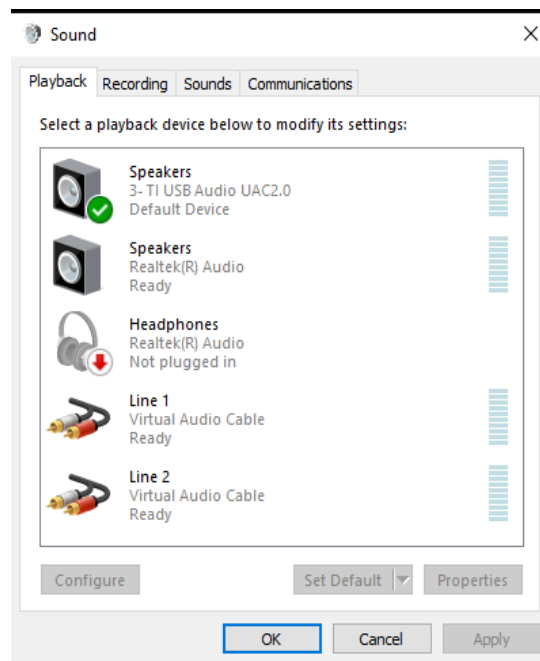 Sound
Playback Recording Sounds Communications
Select a playback device below to modify its settings:
Speakers
3- TI USB Audio UAC2.0
Default Device
Speakers
Realtek(R) Audio
Ready
Headphones
Realtek(R) Audio
Not plugged in
Line 1
Virtual Audio Cable
Ready
Line 2
Virtual Audio Cable
Ready
Configure Set Default Properties
OK Cancel Apply